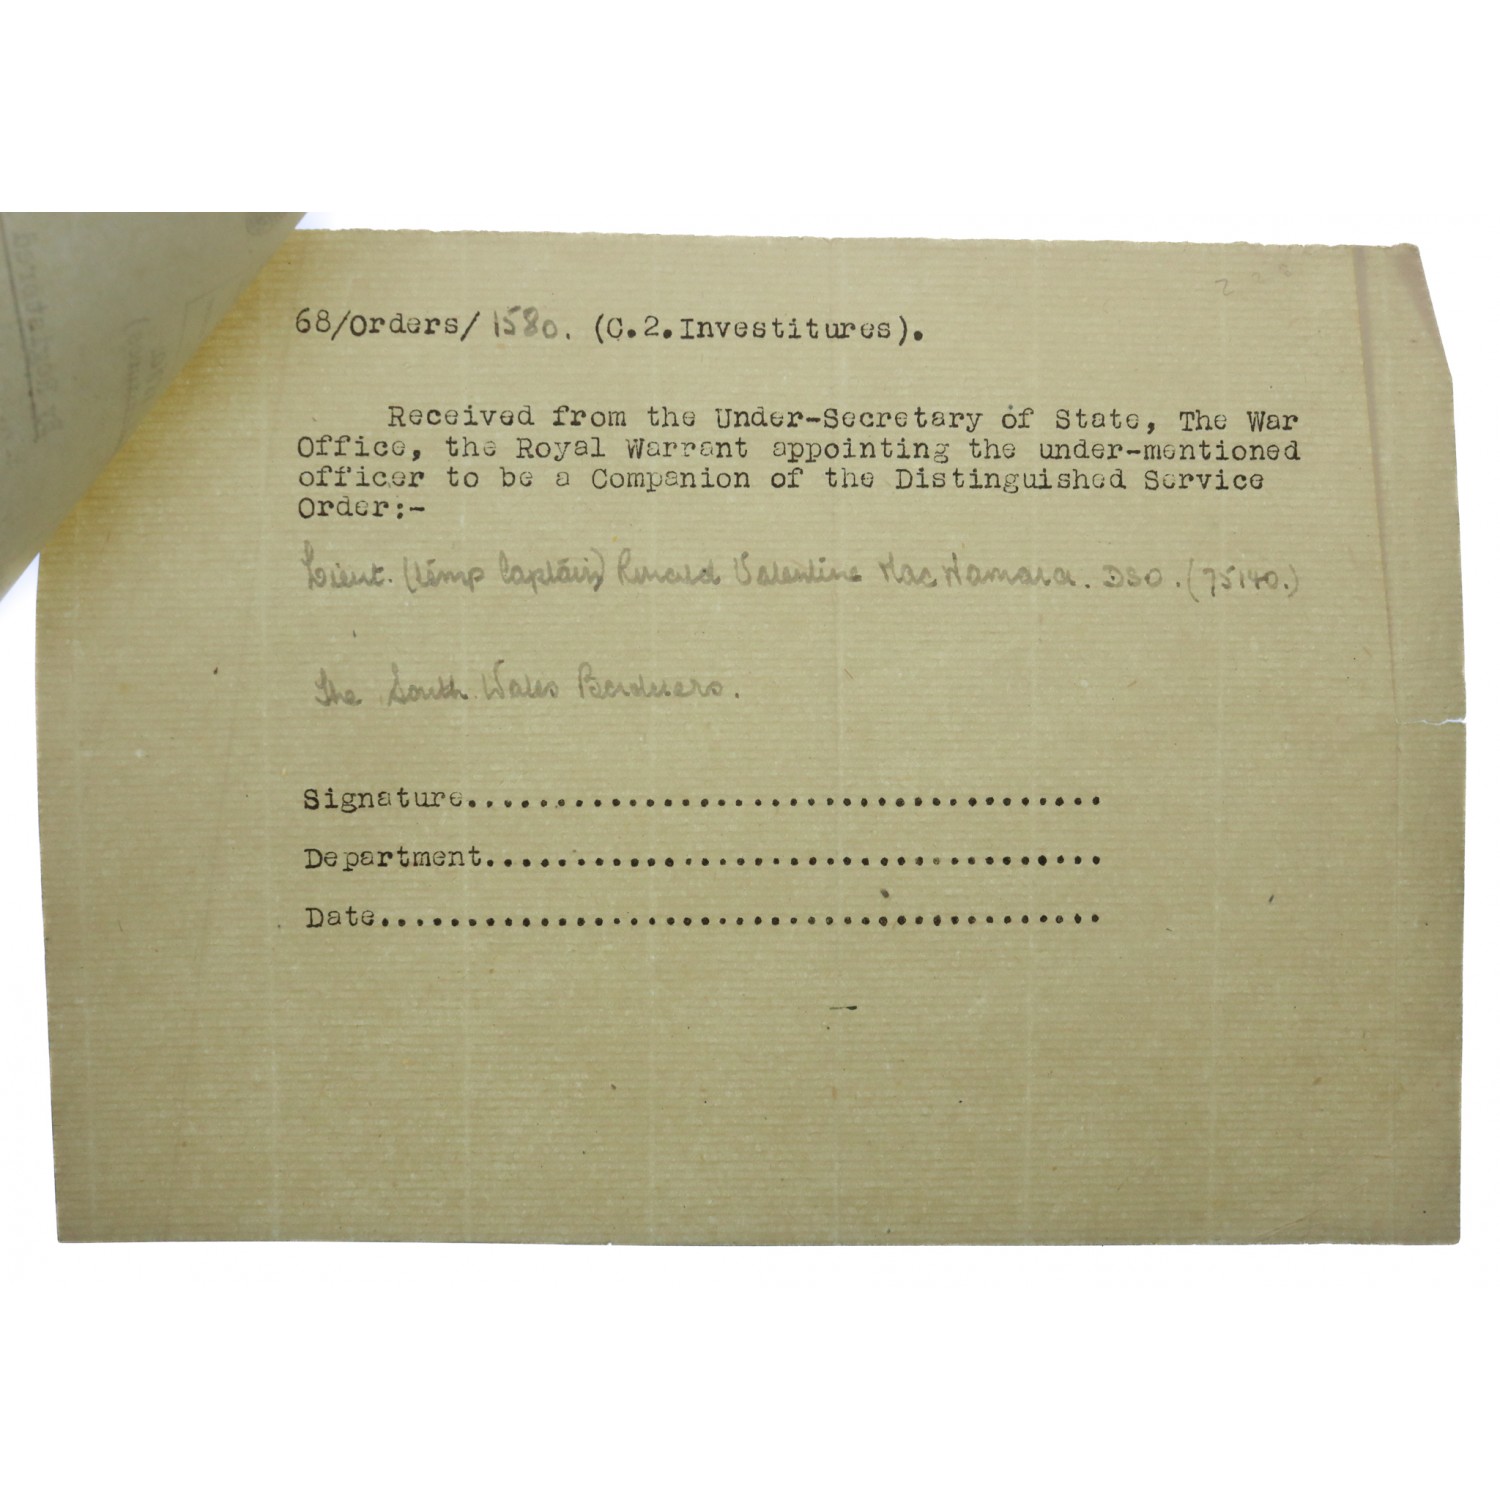 68/Orders/ 1580. (C.2.Investitures).
Received from the Under-Secretary of State, The War
Office, the Royal Warrant appointing the under-mentioned
officer to be a Companion of the Distinguished Service
Order:-
Lieut. (temp Captain) Valentine MacNamara. DSO. (75140.)
The South Wales Borderers.
Signature....................................
Department...................................
Date.........................................